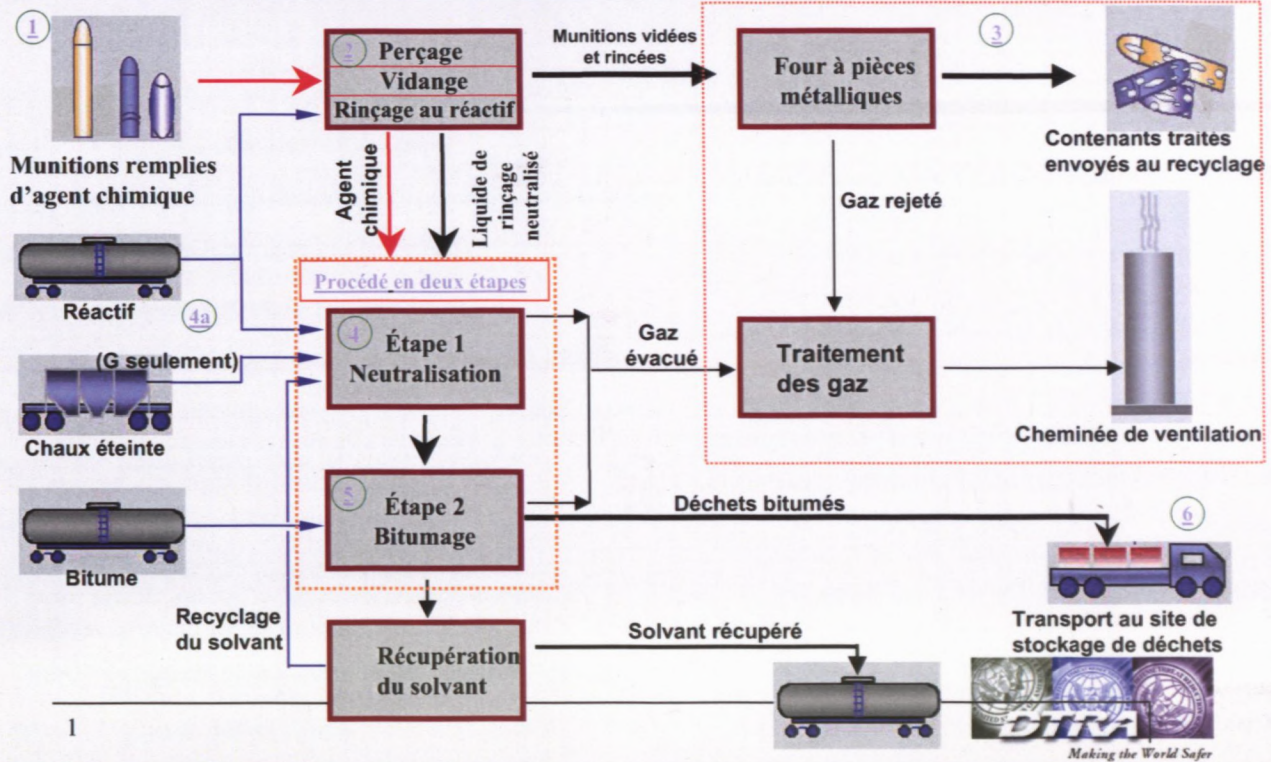 1
Munitions remplies
d'agent chimique
2
Perçage
Vidange
Rinçage au réactif
Munitions vidées
et rincées
Four à pièces
métalliques
3
Contenants traités
envoyés au recyclage
Agent
chimique
Liquide de
rinçage
neutralisé
Gaz rejeté
Réactif
4a
(G seulement)
Chaux éteinte
Procédé en deux étapes
4
Étape 1
Neutralisation
Gaz
évacué
Traitement
des gaz
Cheminée de ventilation
Bitume
5
Étape 2
Bitumage
Déchets bitumés
6
Transport au site de
stockage de déchets
Recyclage
du solvant
Récupération
du solvant
Solvant récupéré
1
DTRA
Making the World Safer